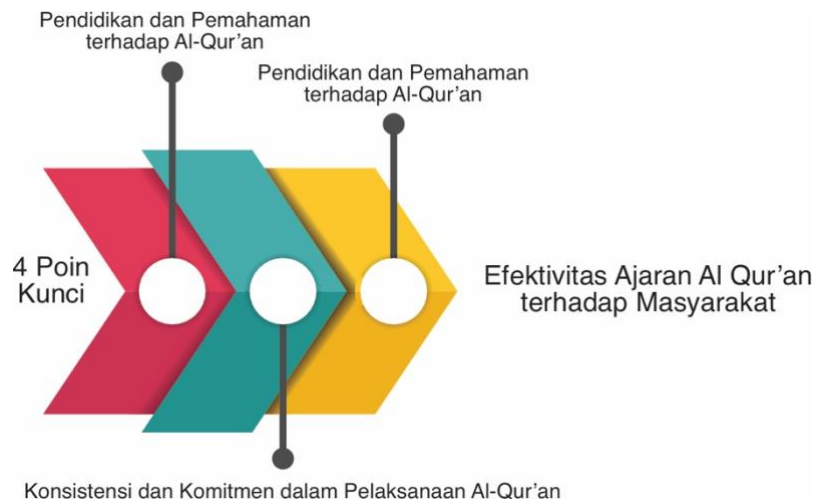 Pendidikan dan Pemahaman
terhadap Al-Qur'an
Pendidikan dan Pemahaman
terhadap Al-Qur'an
4 Poin
Kunci
Efektivitas Ajaran Al Qur'an
terhadap Masyarakat
Konsistensi dan Komitmen dalam Pelaksanaan Al-Qur'an